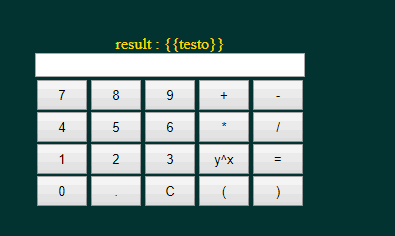 result : {{testo}}
7 8 9 + -
4 5 6 * /
1 2 3 y^x =
0 . C ( )